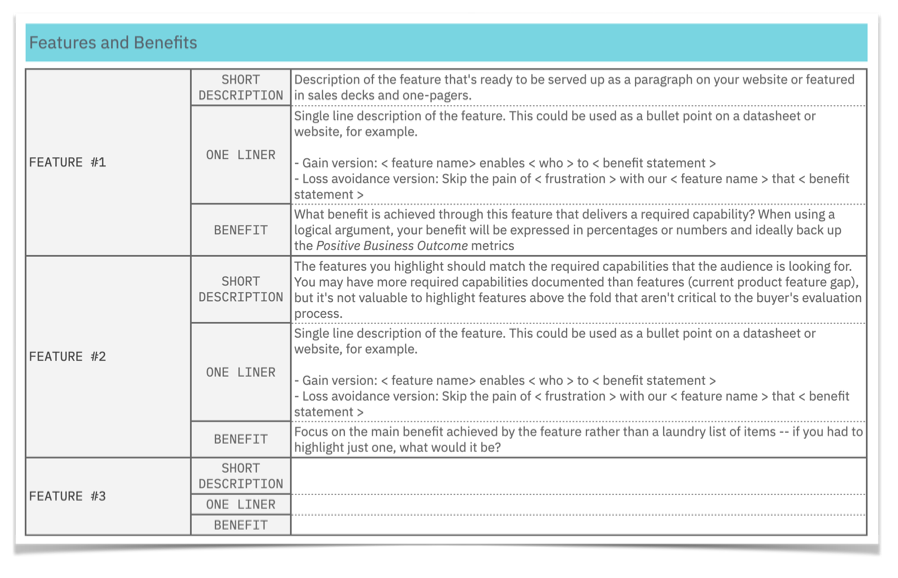 Features and Benefits
SHORT
DESCRIPTION
Description of the feature that's ready to be served up as a paragraph on your website or featured
in sales decks and one-pagers.
FEATURE #1
ONE LINER
Single line description of the feature. This could be used as a bullet point on a datasheet or
website, for example.
- Gain version: < feature name> enables < who > to < benefit statement >
- Loss avoidance version: Skip the pain of < frustration > with our < feature name > that < benefit
statement >
BENEFIT
What benefit is achieved through this feature that delivers a required capability? When using a
logical argument, your benefit will be expressed in percentages or numbers and ideally back up
the Positive Business Outcome metrics
SHORT
DESCRIPTION
The features you highlight should match the required capabilities that the audience is looking for.
You may have more required capabilities documented than features (current product feature gap),
but it's not valuable to highlight features above the fold that aren't critical to the buyer's evaluation
process.
FEATURE #2
ONE LINER
Single line description of the feature. This could be used as a bullet point on a datasheet or
website, for example.
- Gain version: < feature name> enables < who > to < benefit statement >
- Loss avoidance version: Skip the pain of < frustration > with our < feature name > that < benefit
statement >
BENEFIT
Focus on the main benefit achieved by the feature rather than a laundry list of items -- if you had to
highlight just one, what would it be?
SHORT
DESCRIPTION
FEATURE #3
ONE LINER
BENEFIT